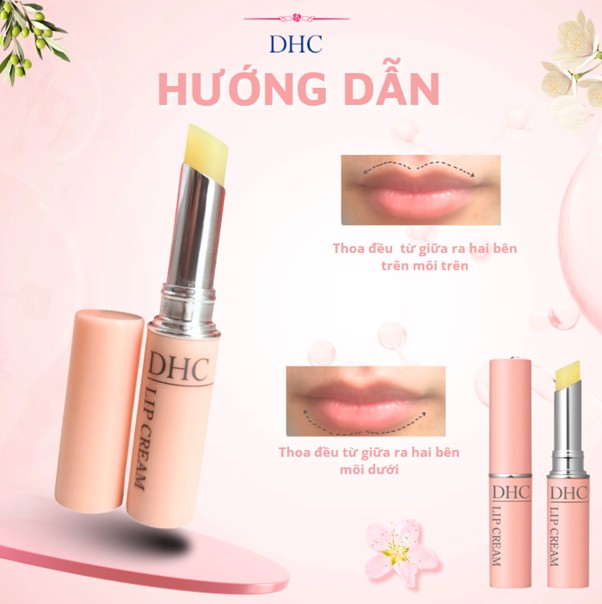 DHC
HƯỚNG DẪN
Thoa đều từ giữa ra hai bên
trên môi trên
Thoa đều từ giữa ra hai bên
môi dưới
DHC
LIP CREAM
DHC
LIP CREAM
DHC
LIP CREAM